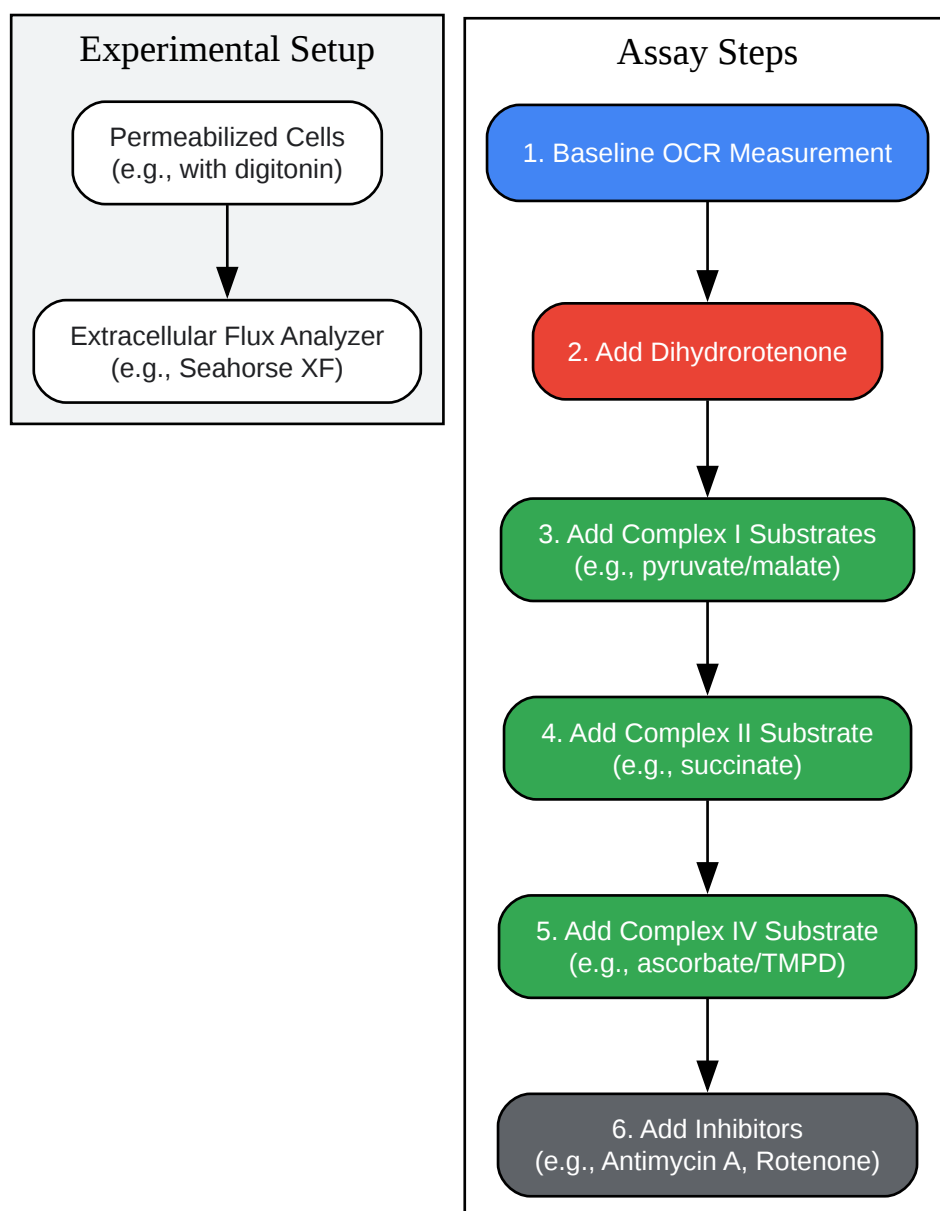 Experimental Setup
Permeabilized Cells
(e.g., with digitonin)
Extracellular Flux Analyzer
(e.g., Seahorse XF)
Assay Steps
1. Baseline OCR Measurement
2. Add Dihydrorotenone
3. Add Complex I Substrates
(e.g., pyruvate/malate)
4. Add Complex II Substrate
(e.g., succinate)
5. Add Complex IV Substrate
(e.g., ascorbate/TMPD)
6. Add Inhibitors
(e.g., Antimycin A, Rotenone)